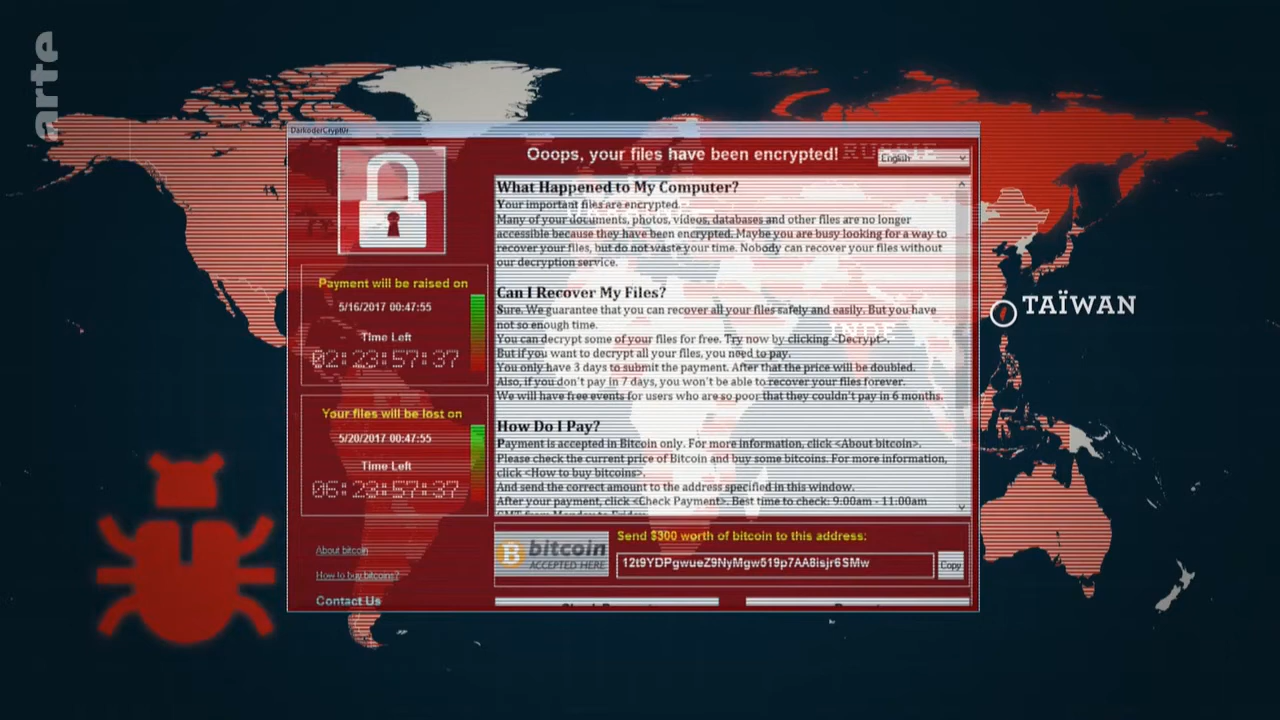 arte
DarkoderCrypt0r
Ooops, your files have been encrypted!
English
RUSSIE
What Happened to My Computer?
Your important files are encrypted.
Many of your documents, photos, videos, databases and other files are no longer
accessible because they have been encrypted. Maybe you are busy looking for a way to
recover your files, but do not waste your time. Nobody can recover your files without
our decryption service.
Can I Recover My Files?
Sure. We guarantee that you can recover all your files safely and easily. But you have
not so enough time.
You can decrypt some of your files for free. Try now by clicking <Decrypt>.
But if you want to decrypt all your files, you need to pay.
You only have 3 days to submit the payment. After that the price will be doubled.
Also, if you don't pay in 7 days, you won't be able to recover your files forever.
We will have free events for users who are so poor that they couldn't pay in 6 months.
How Do I Pay?
Payment is accepted in Bitcoin only. For more information, click <About bitcoin>.
Please check the current price of Bitcoin and buy some bitcoins. For more information,
click <How to buy bitcoins>.
And send the correct amount to the address specified in this window.
After your payment, click <Check Payment>. Best time to check: 9:00am - 11:00am
GMT from Monday to Friday.
Payment will be raised on
5/16/2017 00:47:55
Time Left
02:23:57:37
Your files will be lost on
5/20/2017 00:47:55
Time Left
06:23:57:37
About bitcoin
How to buy bitcoins?
Contact Us
bitcoin
ACCEPTED HERE
Send $300 worth of bitcoin to this address:
12t9YDPgwueZ9NyMgw519p7AA8isjr6SMw
Copy
INDE
TAÏWAN